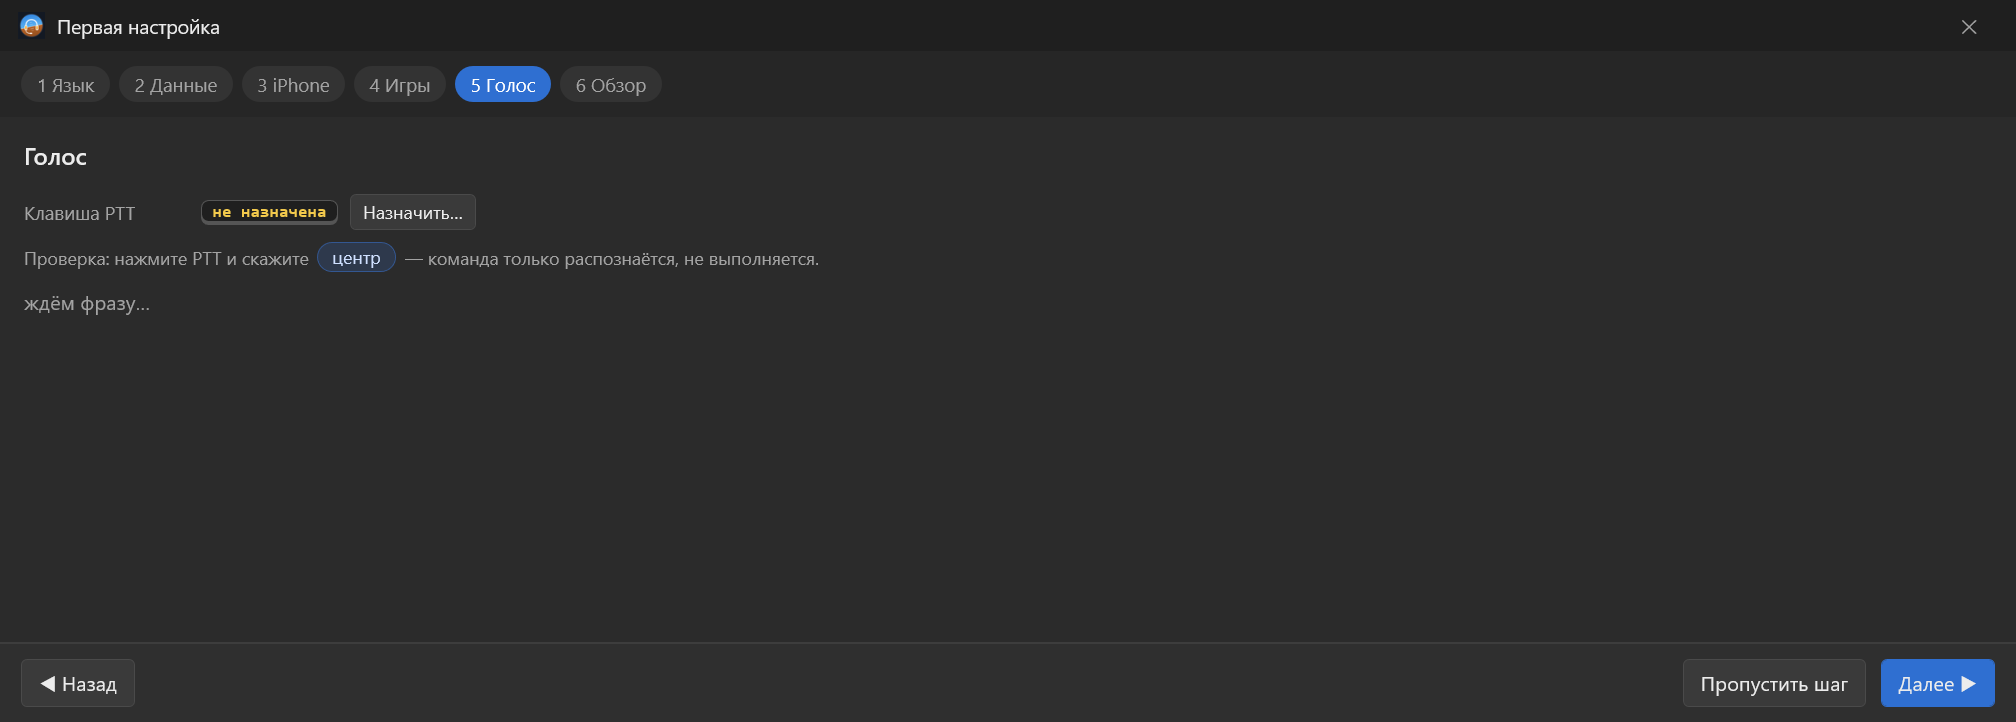 Первая настройка
1 Язык 2 Данные 3 iPhone 4 Игры 5 Голос 6 Обзор
Голос
Клавиша PTT не назначена Назначить...
Проверка: нажмите PTT и скажите центр — команда только распознаётся, не выполняется.
ждём фразу...
◀ Назад Пропустить шаг Далее ▶